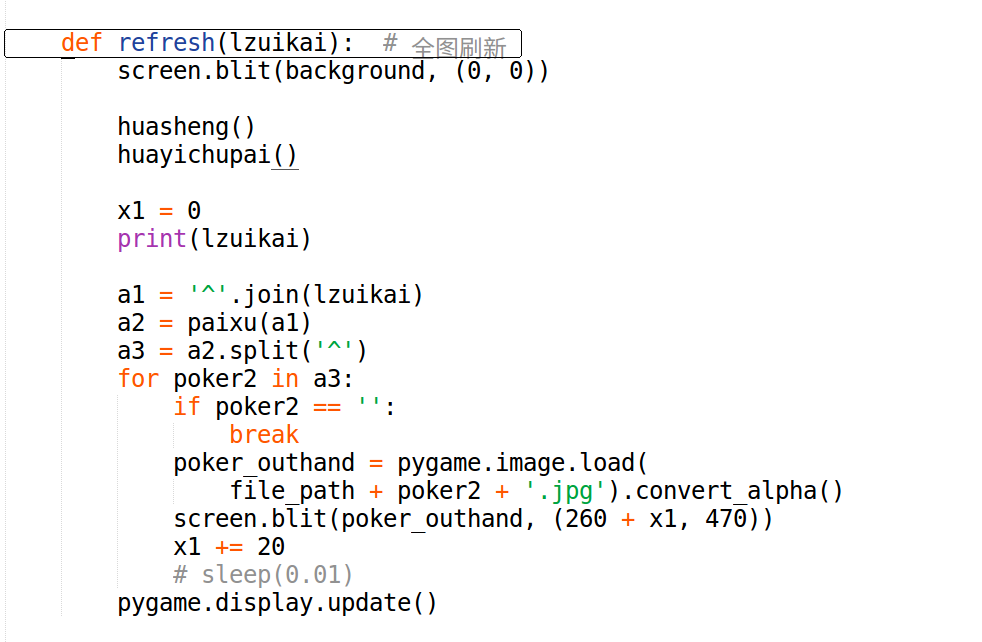 def refresh(lzuikai):  # 全图刷新
screen.blit(background, (0, 0))
huasheng()
huayichupai()
x1 = 0
print(lzuikai)
a1 = '^'.join(lzuikai)
a2 = paixu(a1)
a3 = a2.split('^')
for poker2 in a3:
if poker2 == '':
break
poker_outhand = pygame.image.load(
file_path + poker2 + '.jpg').convert_alpha()
screen.blit(poker_outhand, (260 + x1, 470))
x1 += 20
# sleep(0.01)
pygame.display.update()